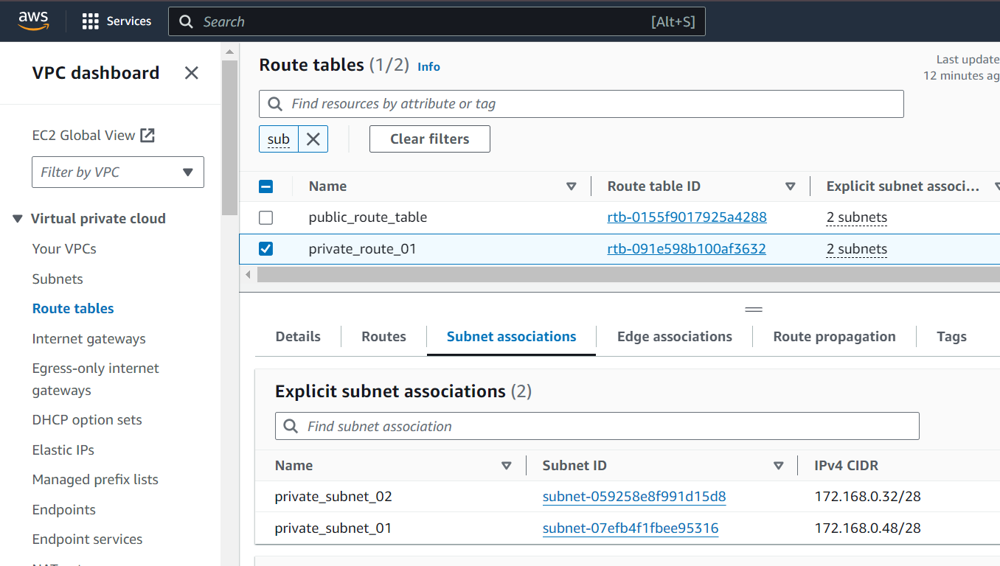 aws Services Search [Alt+S]
VPC dashboard
EC2 Global View
Filter by VPC
Virtual private cloud
Your VPCs
Subnets
Route tables
Internet gateways
Egress-only internet
gateways
DHCP option sets
Elastic IPs
Managed prefix lists
Endpoints
Endpoint services
Route tables (1/2) Info
Last update
12 minutes ag
Find resources by attribute or tag
sub Clear filters
Name Route table ID Explicit subnet associ...
public_route_table rtb-0155f9017925a4288 2 subnets
private_route_01 rtb-091e598b100af3632 2 subnets
Details Routes Subnet associations Edge associations Route propagation Tags
Explicit subnet associations (2)
Find subnet association
Name Subnet ID IPv4 CIDR
private_subnet_02 subnet-059258e8f991d15d8 172.168.0.32/28
private_subnet_01 subnet-07efb4f1fbee95316 172.168.0.48/28